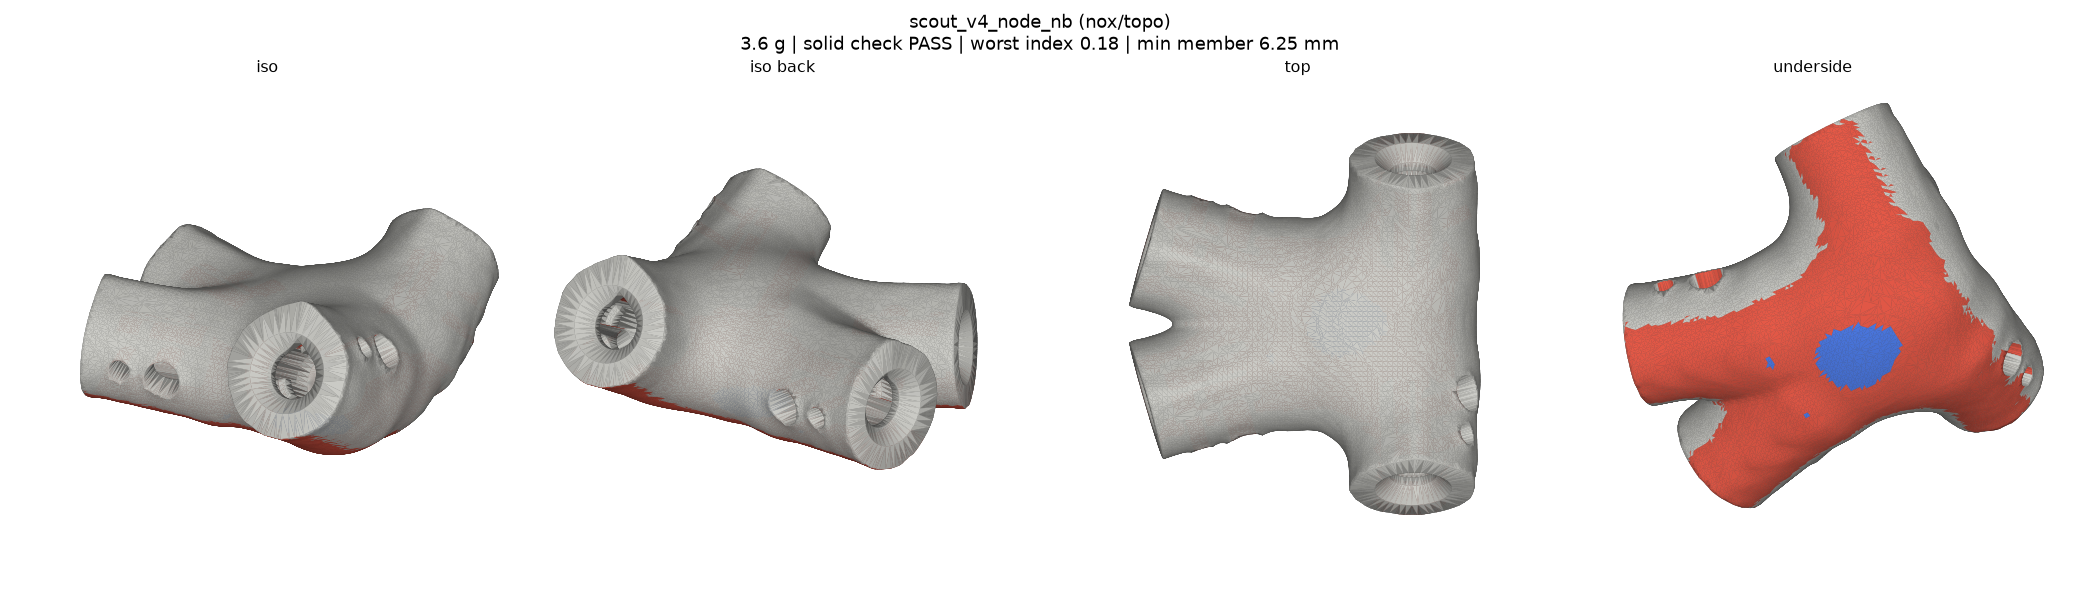 scout_v4_node_nb (nox/topo)
3.6 g | solid check PASS | worst index 0.18 | min member 6.25 mm
iso
iso back
top
underside